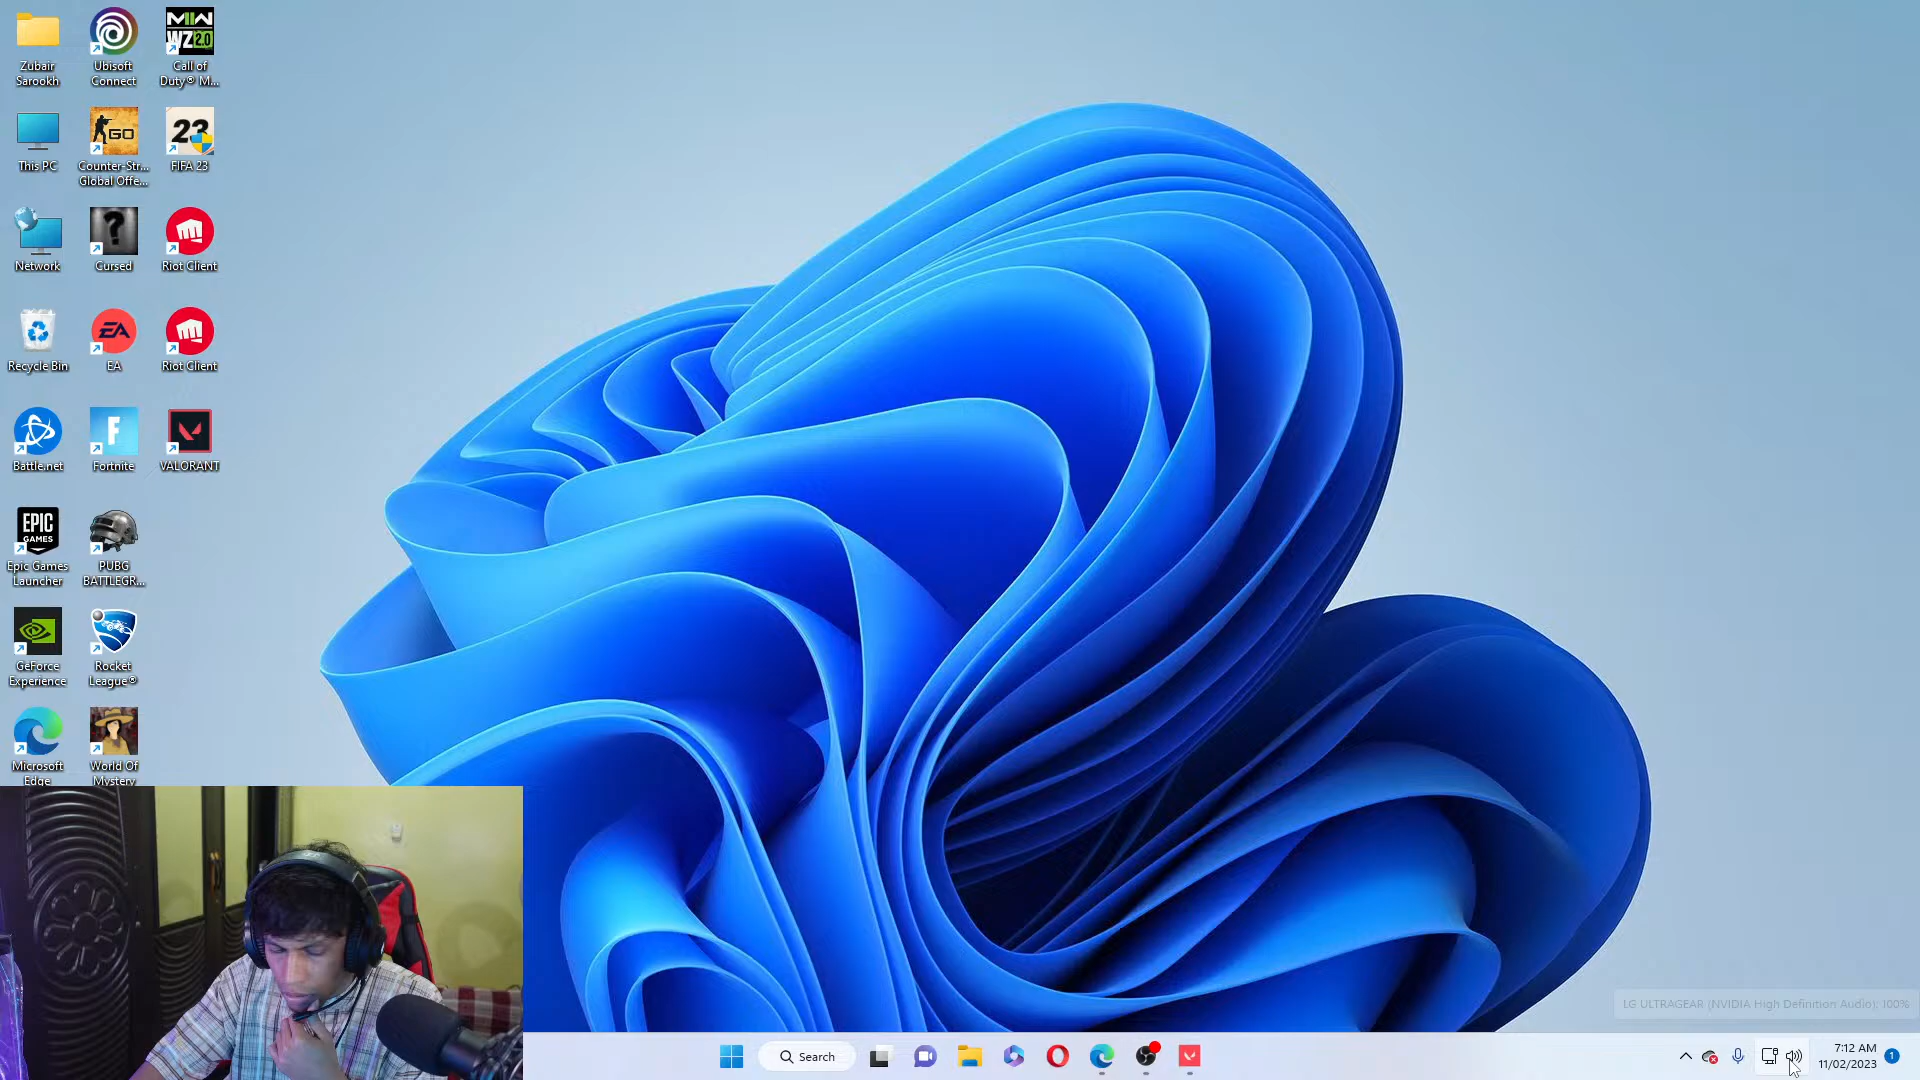 Zubair
Sarookh
Ubisoft
Connect
MW
WZ 2.0
Call of
Duty® M...
This PC
GO
Counter-Str...
Global Offe...
23
FIFA 23
Network
?
Cursed
Riot Client
Recycle Bin
EA
EA
Riot Client
Battle.net
F
Fortnite
VALORANT
EPIC
GAMES
Epic Games
Launcher
PUBG
BATTLEGR...
GeForce
Experience
Rocket
League®
Microsoft
Edge
World Of
Mystery
LG ULTRAGEAR (NVIDIA High Definition Audio): 100%
Search
7:12 AM
11/02/2023
1